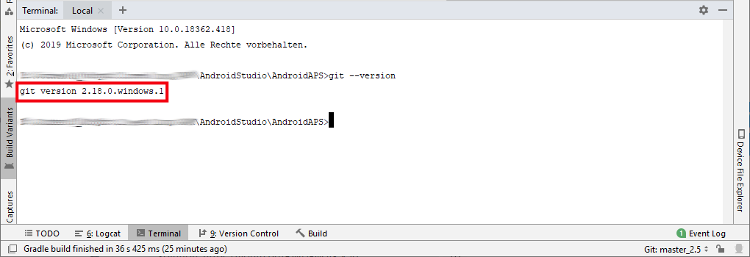 Terminal: Local × +
Microsoft Windows [Version 10.0.18362.418]
(c) 2019 Microsoft Corporation. Alle Rechte vorbehalten.
\AndroidStudio\AndroidAPS>git --version
git version 2.18.0.windows.1
\AndroidStudio\AndroidAPS>
2: Favorites
Build Variants
Captures
Device File Explorer
TODO 6: Logcat Terminal 9: Version Control Build 1 Event Log
Gradle build finished in 36 s 425 ms (25 minutes ago) Git: master_2.5